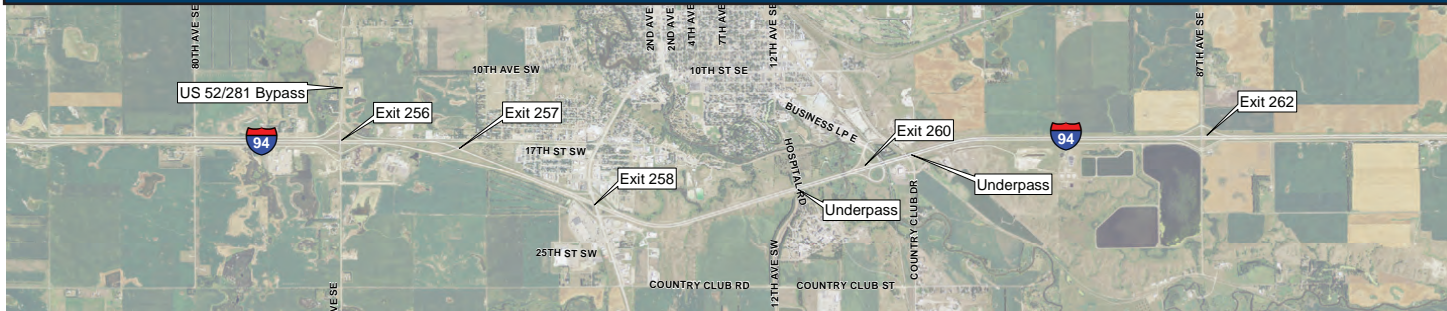 80TH AVE SE
2ND AVE
2ND AVE
4TH AVE
7TH AVE
12TH AVE SE
87TH AVE SE
10TH AVE SW
10TH ST SE
US 52/281 Bypass
Exit 256
Exit 257
BUSINESS LP E
Exit 262
94
17TH ST SW
HOSPITAL RD
Exit 260
94
Exit 258
Underpass
Underpass
25TH ST SW
COUNTRY CLUB DR
12TH AVE SW
COUNTRY CLUB RD
COUNTRY CLUB ST
VE SE